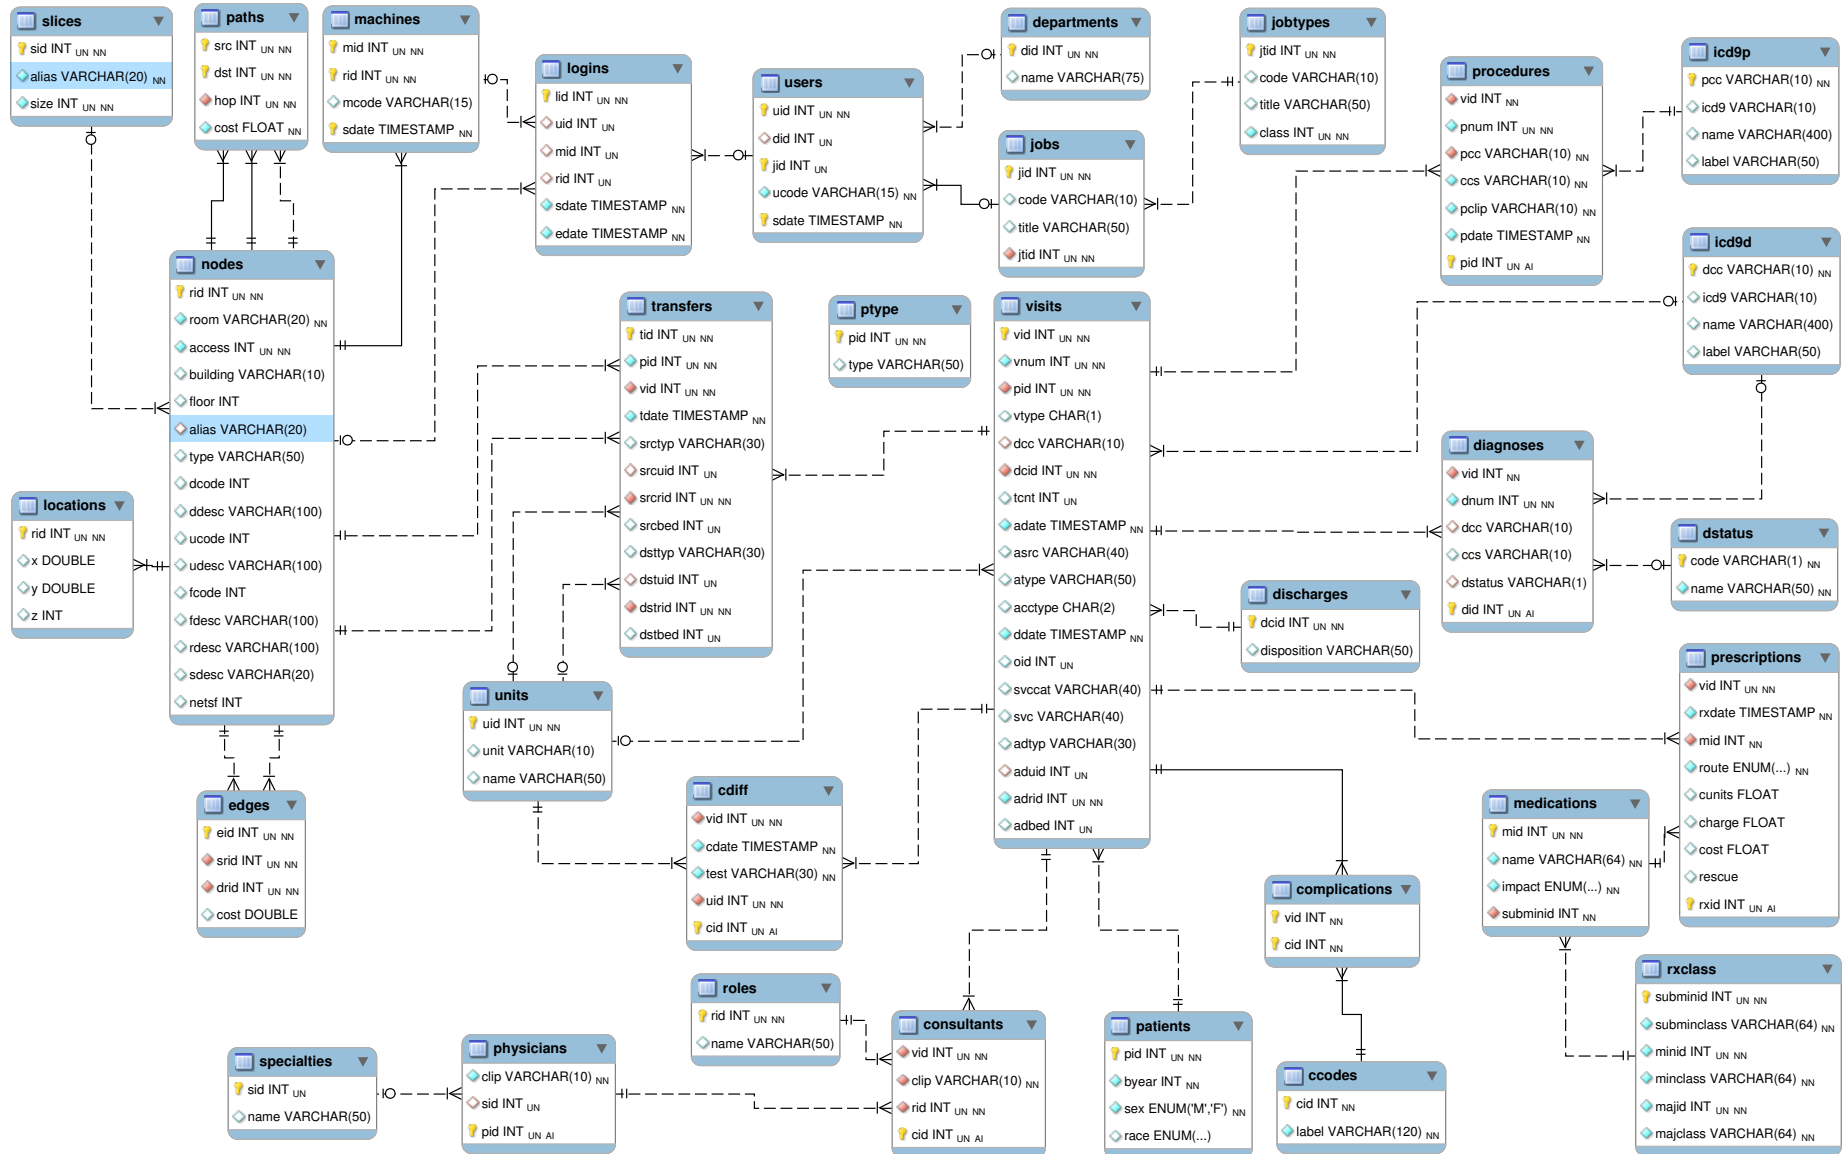 slices
sid INT UN NN
alias VARCHAR(20) NN
size INT UN NN
paths
src INT UN NN
dst INT UN NN
hop INT UN NN
cost FLOAT NN
machines
mid INT UN NN
rid INT UN NN
mcode VARCHAR(15)
sdate TIMESTAMP NN
logins
lid INT UN NN
uid INT UN
mid INT UN
rid INT UN
sdate TIMESTAMP NN
edate TIMESTAMP NN
users
uid INT UN NN
did INT UN
jid INT UN
ucode VARCHAR(15) NN
sdate TIMESTAMP NN
departments
did INT UN NN
name VARCHAR(75)
jobs
jid INT UN NN
code VARCHAR(10)
title VARCHAR(50)
jtid INT UN NN
jobtypes
jtid INT UN NN
code VARCHAR(10)
title VARCHAR(50)
class INT UN NN
procedures
vid INT NN
pnum INT UN NN
pcc VARCHAR(10) NN
ccs VARCHAR(10) NN
pclip VARCHAR(10) NN
pdate TIMESTAMP NN
pid INT UN AI
icd9p
pcc VARCHAR(10) NN
icd9 VARCHAR(10)
name VARCHAR(400)
label VARCHAR(50)
icd9d
dcc VARCHAR(10) NN
icd9 VARCHAR(10)
name VARCHAR(400)
label VARCHAR(50)
nodes
rid INT UN NN
room VARCHAR(20) NN
access INT UN NN
building VARCHAR(10)
floor INT
alias VARCHAR(20)
type VARCHAR(50)
dcode INT
ddesc VARCHAR(100)
ucode INT
udesc VARCHAR(100)
fcode INT
fdesc VARCHAR(100)
rdesc VARCHAR(100)
sdesc VARCHAR(20)
netsf INT
locations
rid INT UN NN
x DOUBLE
y DOUBLE
z INT
edges
eid INT UN NN
srid INT UN NN
drid INT UN NN
cost DOUBLE
transfers
tid INT UN NN
pid INT UN NN
vid INT UN NN
tdate TIMESTAMP NN
srctyp VARCHAR(30)
srcuid INT UN
srcrid INT UN NN
srcbed INT UN
dsttyp VARCHAR(30)
dstuid INT UN
dstrid INT UN NN
dstbed INT UN
ptype
pid INT UN NN
type VARCHAR(50)
visits
vid INT UN NN
vnum INT UN NN
pid INT UN NN
vtype CHAR(1)
dcc VARCHAR(10)
dcid INT UN NN
tcnt INT UN
adate TIMESTAMP NN
asrc VARCHAR(40)
atype VARCHAR(50)
acctype CHAR(2)
ddate TIMESTAMP NN
oid INT UN
svccat VARCHAR(40)
svc VARCHAR(40)
adtyp VARCHAR(30)
aduid INT UN
adrid INT UN NN
adbed INT UN
diagnoses
vid INT NN
dnum INT UN NN
dcc VARCHAR(10)
ccs VARCHAR(10)
dstatus VARCHAR(1)
did INT UN AI
dstatus
code VARCHAR(1) NN
name VARCHAR(50) NN
discharges
dcid INT UN NN
disposition VARCHAR(50)
units
uid INT UN NN
unit VARCHAR(10)
name VARCHAR(50)
cdiff
vid INT UN NN
cdate TIMESTAMP NN
test VARCHAR(30) NN
uid INT UN NN
cid INT UN AI
prescriptions
vid INT UN NN
rxdate TIMESTAMP NN
mid INT NN
route ENUM(...) NN
cunits FLOAT
charge FLOAT
cost FLOAT
rescue
rxid INT UN AI
medications
mid INT UN NN
name VARCHAR(64) NN
impact ENUM(...) NN
subminid INT NN
complications
vid INT NN
cid INT NN
rxclass
subminid INT UN NN
subminclass VARCHAR(64) NN
minid INT UN NN
minclass VARCHAR(64) NN
majid INT UN NN
majclass VARCHAR(64) NN
roles
rid INT UN NN
name VARCHAR(50)
consultants
vid INT UN NN
clip VARCHAR(10) NN
rid INT UN NN
cid INT UN AI
patients
pid INT UN NN
byear INT NN
sex ENUM('M','F') NN
race ENUM(...)
ccodes
cid INT NN
label VARCHAR(120) NN
specialties
sid INT UN
name VARCHAR(50)
physicians
clip VARCHAR(10) NN
sid INT UN
pid INT UN AI